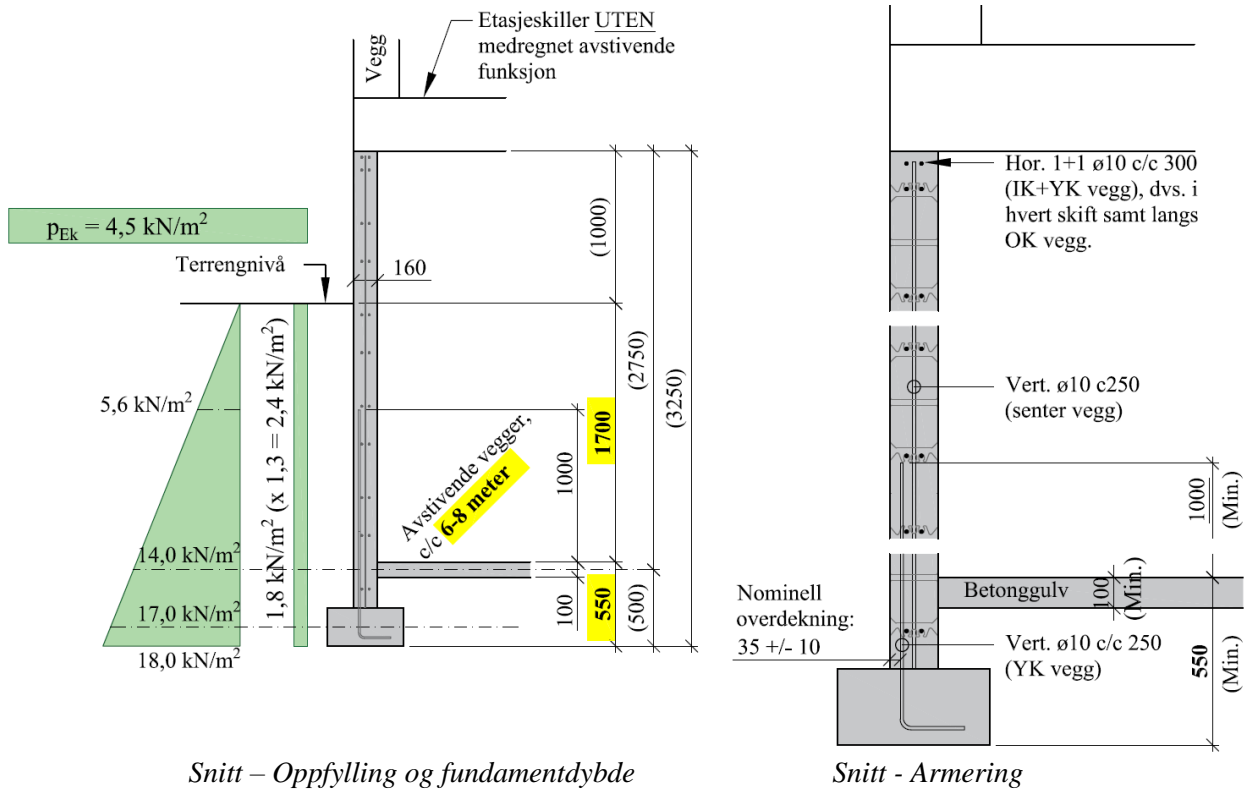 Etasjeskiller UTEN
medregnet avstivende
funksjon
Vegg
pEk = 4,5 kN/m²
Terrengnivå
160
(1000)
(2750)
(3250)
5,6 kN/m²
1,8 kN/m² (x 1,3 = 2,4 kN/m²)
14,0 kN/m²
17,0 kN/m²
18,0 kN/m²
Avstivende vegger,
c/c 6-8 meter
1000
1700
100
550
(500)
Snitt – Oppfylling og fundamentdybde
Hor. 1+1 ø10 c/c 300
(IK+YK vegg), dvs. i
hvert skift samt langs
OK vegg.
Vert. ø10 c250
(senter vegg)
1000
(Min.)
Betonggulv
100
(Min.)
Nominell
overdekning:
35 +/- 10
Vert. ø10 c/c 250
(YK vegg)
550
(Min.)
Snitt - Armering